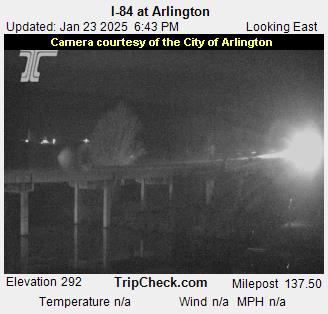 I-84 at Arlington
Updated: Jan 23 2025 6:43 PM Looking East
Camera courtesy of the City of Arlington
Elevation 292 TripCheck.com Milepost 137.50
Temperature n/a Wind n/a MPH n/a